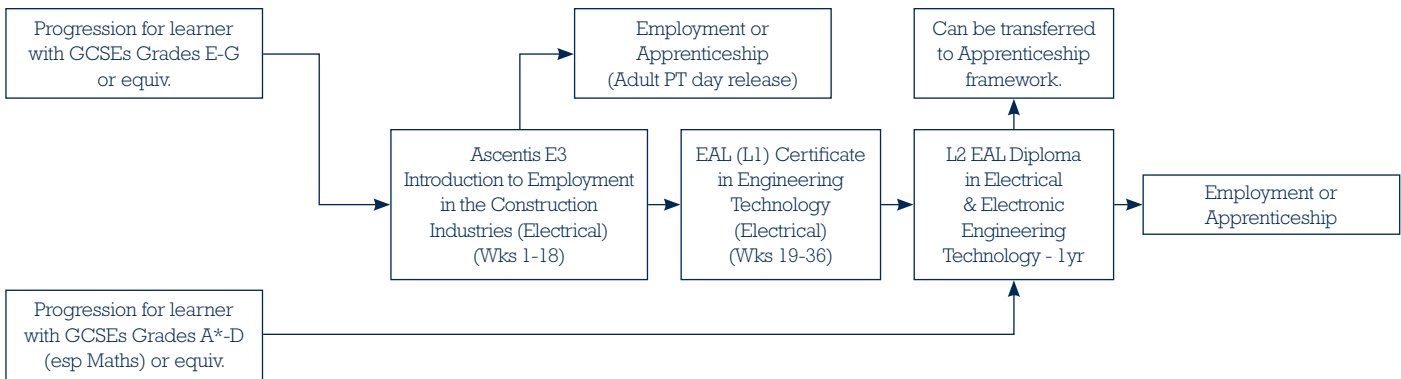 Progression for learner
with GCSEs Grades E-G
or equiv.
Employment or
Apprenticeship
(Adult PT day release)
Can be transferred
to Apprenticeship
framework.
Ascentis E3
Introduction to Employment
in the Construction
Industries (Electrical)
(Wks 1-18)
EAL (L1) Certificate
in Engineering
Technology
(Electrical)
(Wks 19-36)
L2 EAL Diploma
in Electrical
& Electronic
Engineering
Technology - 1yr
Employment or
Apprenticeship
Progression for learner
with GCSEs Grades A*-D
(esp Maths) or equiv.